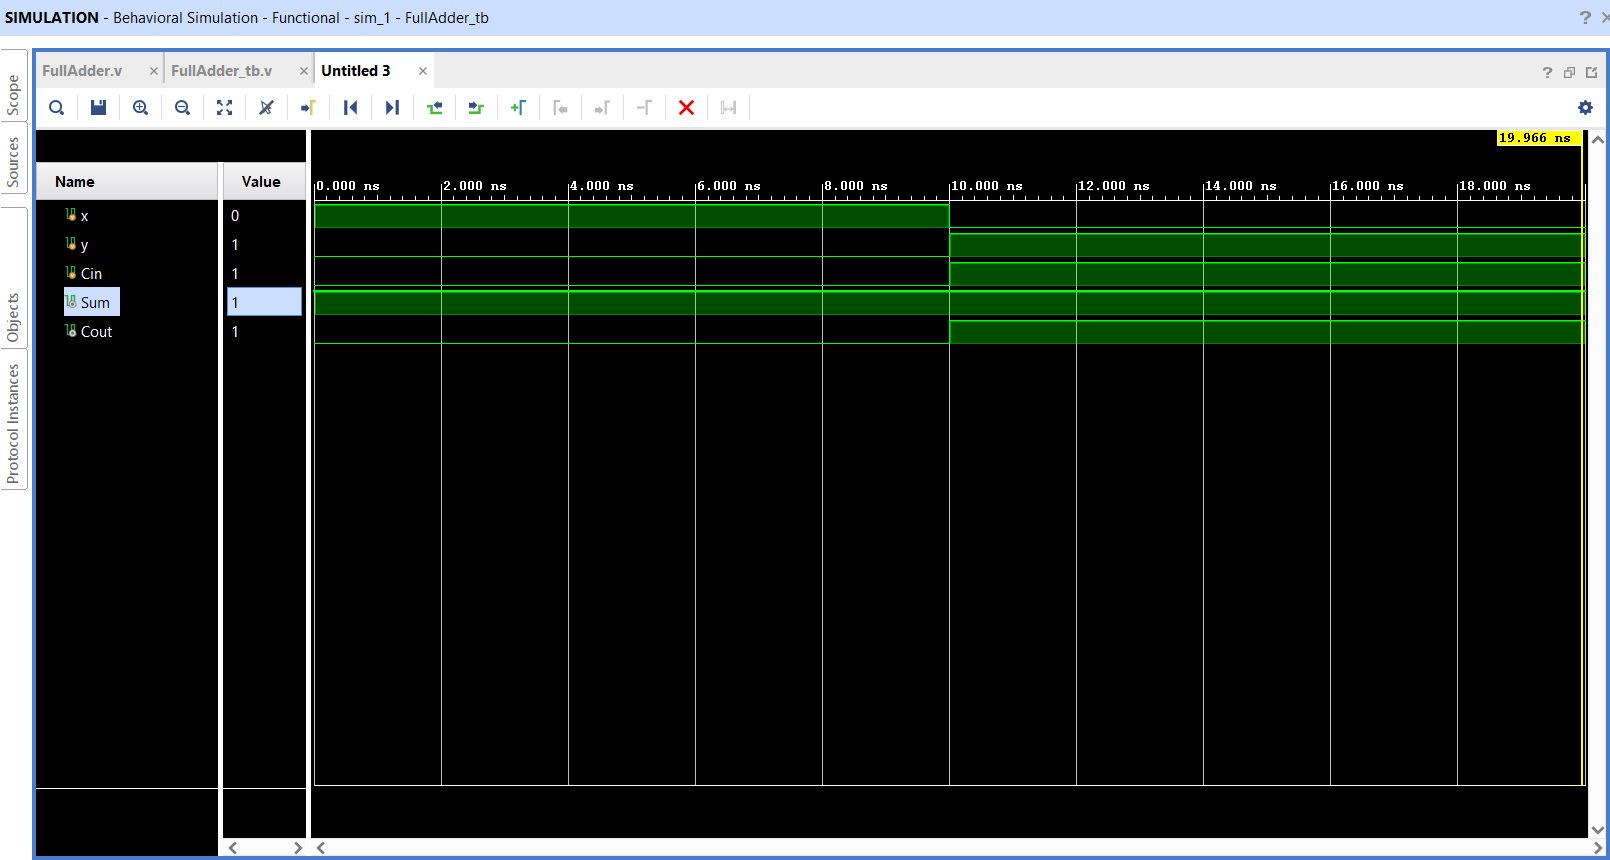 SIMULATION - Behavioral Simulation - Functional - sim_1 - FullAdder_tb
Scope
Sources
Objects
Protocol Instances
FullAdder.v
FullAdder_tb.v
Untitled 3
19.966 ns
Name
Value
0.000 ns
2.000 ns
4.000 ns
6.000 ns
8.000 ns
10.000 ns
12.000 ns
14.000 ns
16.000 ns
18.000 ns
x 0
y 1
Cin 1
Sum 1
Cout 1